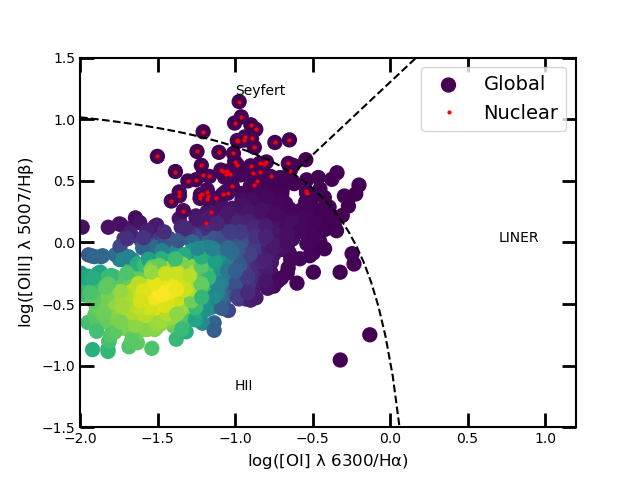 Seyfert
Global
Nuclear
LINER
HII
1.5
1.0
0.5
0.0
−0.5
−1.0
−1.5
log([OIII] λ 5007/Hβ)
−2.0 −1.5 −1.0 −0.5 0.0 0.5 1.0
log([OI] λ 6300/Hα)